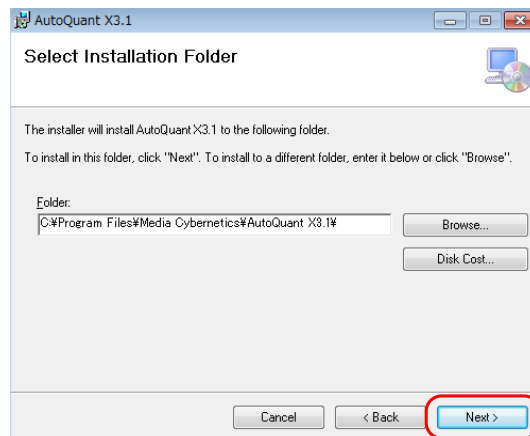 AutoQuant X3.1
Select Installation Folder
The installer will install AutoQuant X3.1 to the following folder.
To install in this folder, click "Next". To install to a different folder, enter it below or click "Browse".
Folder:
C:¥Program Files¥Media Cybernetics¥AutoQuant X3.1¥
Browse...
Disk Cost...
Cancel
< Back
Next >